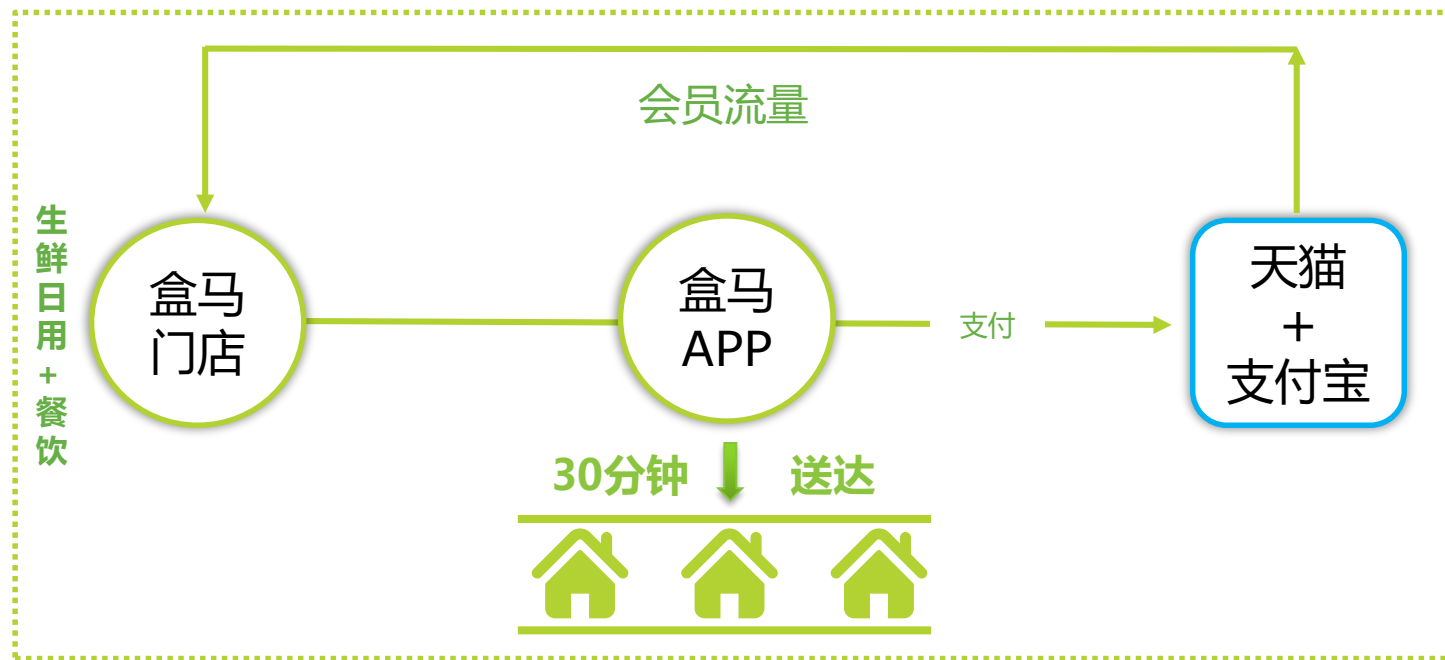 会员流量
生鲜日用+餐饮
盒马
门店
盒马
APP
支付
天猫
+
支付宝
30分钟 送达